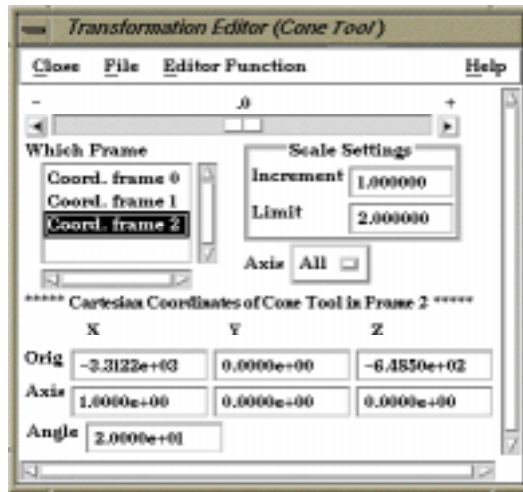 Transformation Editor (Cone Tool)
Close File Editor Function Help
- .0 +
Which Frame
Scale Settings
Coord. frame 0
Coord. frame 1
Coord. frame 2
Increment 1.000000
Limit 2.000000
Axis All
***** Cartesian Coordinates of Cone Tool in Frame 2 *****
X Y Z
Orig -3.3122e+03 0.0000e+00 -6.4850e+02
Axis 1.0000e+00 0.0000e+00 0.0000e+00
Angle 2.0000e+01